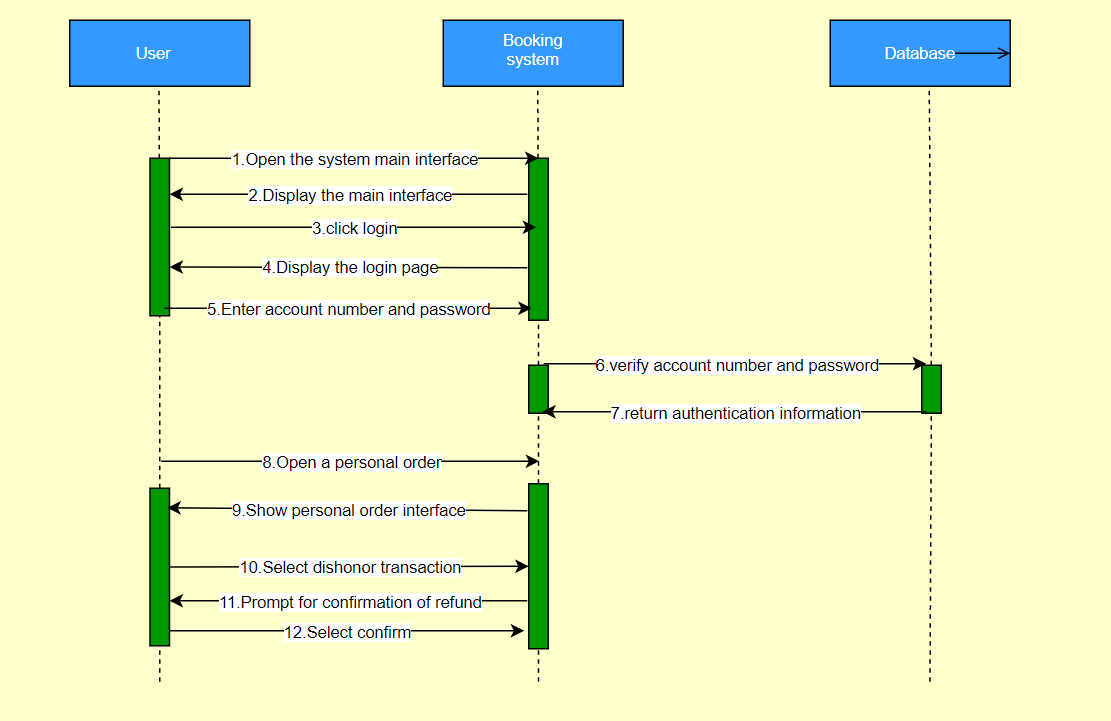 User
Booking
system
Database
1.Open the system main interface
2.Display the main interface
3.click login
4.Display the login page
5.Enter account number and password
6.verify account number and password
7.return authentication information
8.Open a personal order
9.Show personal order interface
10.Select dishonor transaction
11.Prompt for confirmation of refund
12.Select confirm